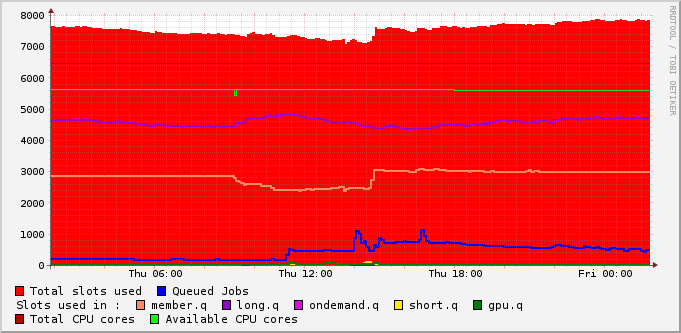 8000
7000
6000
5000
4000
3000
2000
1000
0
Thu 06:00 Thu 12:00 Thu 18:00 Fri 00:00
RRDTOOL / TOBI OETIKER
Total slots used Queued Jobs
Slots used in : member.q long.q ondemand.q short.q gpu.q
Total CPU cores Available CPU cores